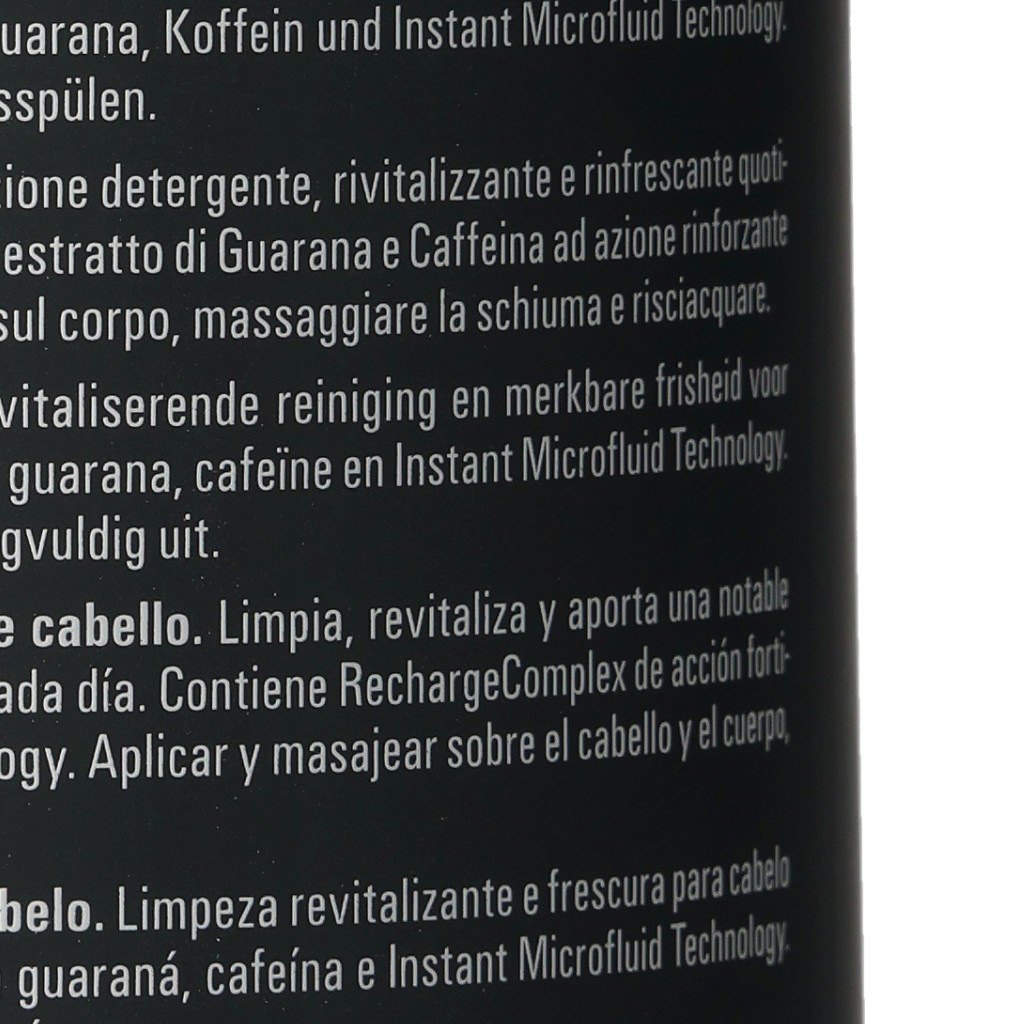 uarana, Koffein und Instant Microfluid Technology.
sspülen.
zione detergente, rivitalizzante e rinfrescante quoti-
estratto di Guarana e Caffeina ad azione rinforzante
sul corpo, massaggiare la schiuma e risciacquare.
vitaliserende reiniging en merkbare frisheid voor
guarana, cafeïne en Instant Microfluid Technology.
gvuldig uit.
e cabello. Limpia, revitaliza y aporta una notable
ada día. Contiene RechargeComplex de acción forti-
ogy. Aplicar y masajear sobre el cabello y el cuerpo,
belo. Limpeza revitalizante e frescura para cabelo
guaraná, cafeína e Instant Microfluid Technology.